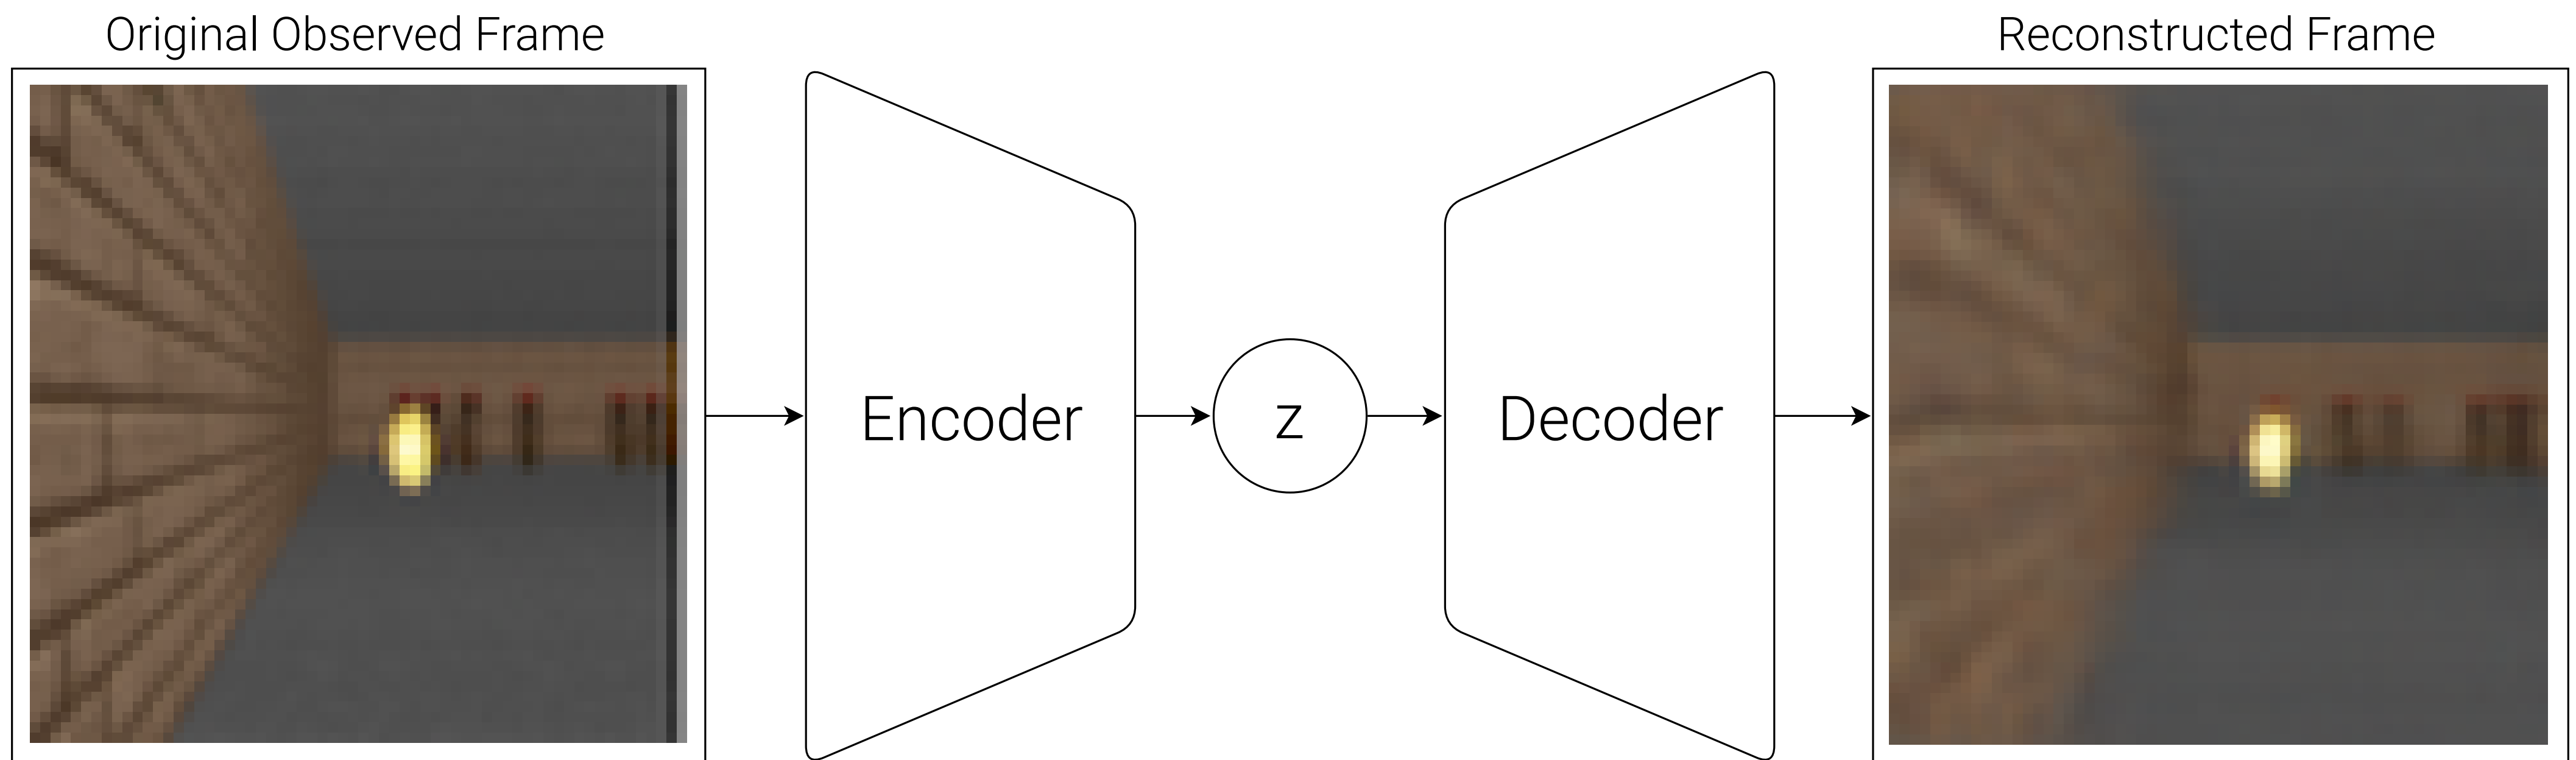 Original Observed Frame
Reconstructed Frame
Encoder
z
Decoder